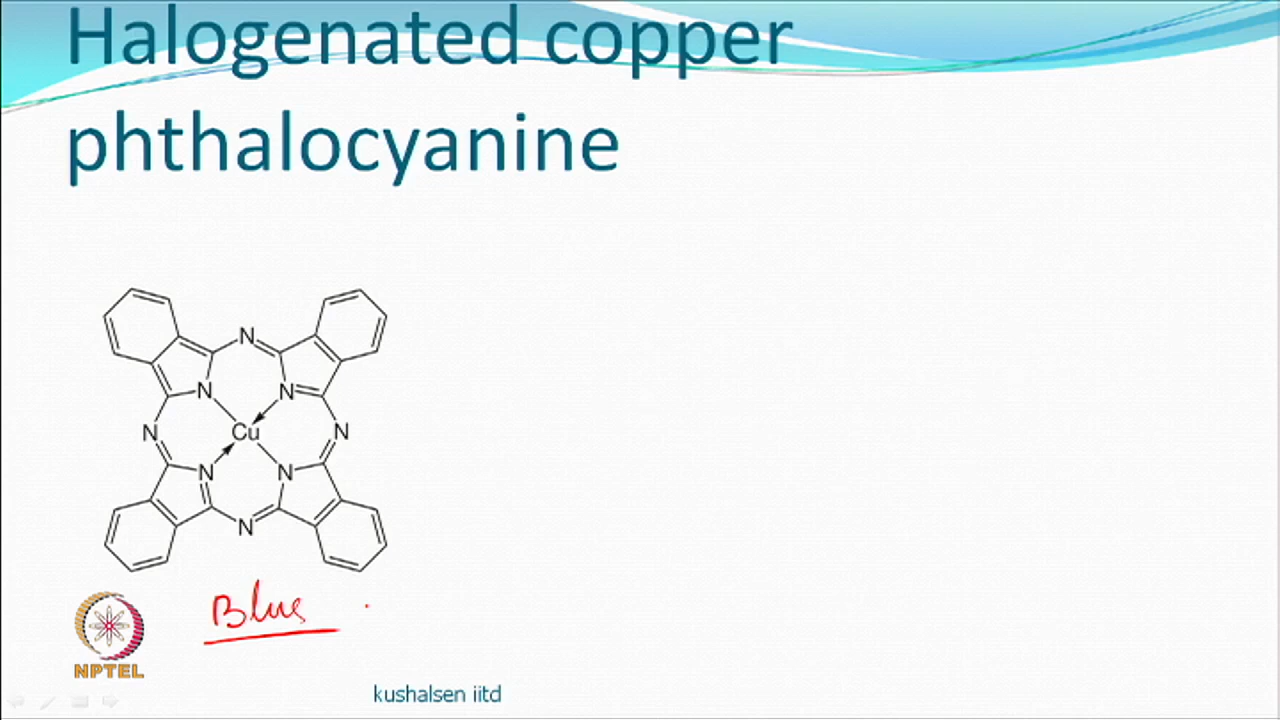 Halogenated copper
phthalocyanine
N
N
N
N
Cu
N
N
N
N
Blue
NPTEL
kushalsen iitd